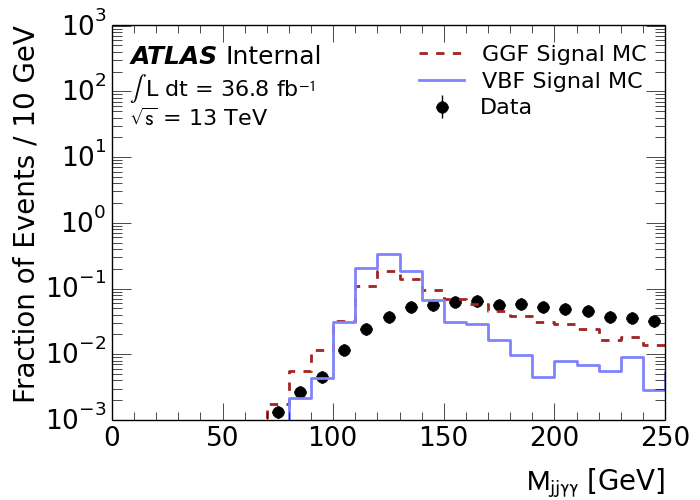 ATLAS Internal
∫L dt = 36.8 fb⁻¹
√s = 13 TeV
GGF Signal MC
VBF Signal MC
Data
Fraction of Events / 10 GeV
10³
10²
10¹
10⁰
10⁻¹
10⁻²
10⁻³
0 50 100 150 200 250
Mjjγγ [GeV]